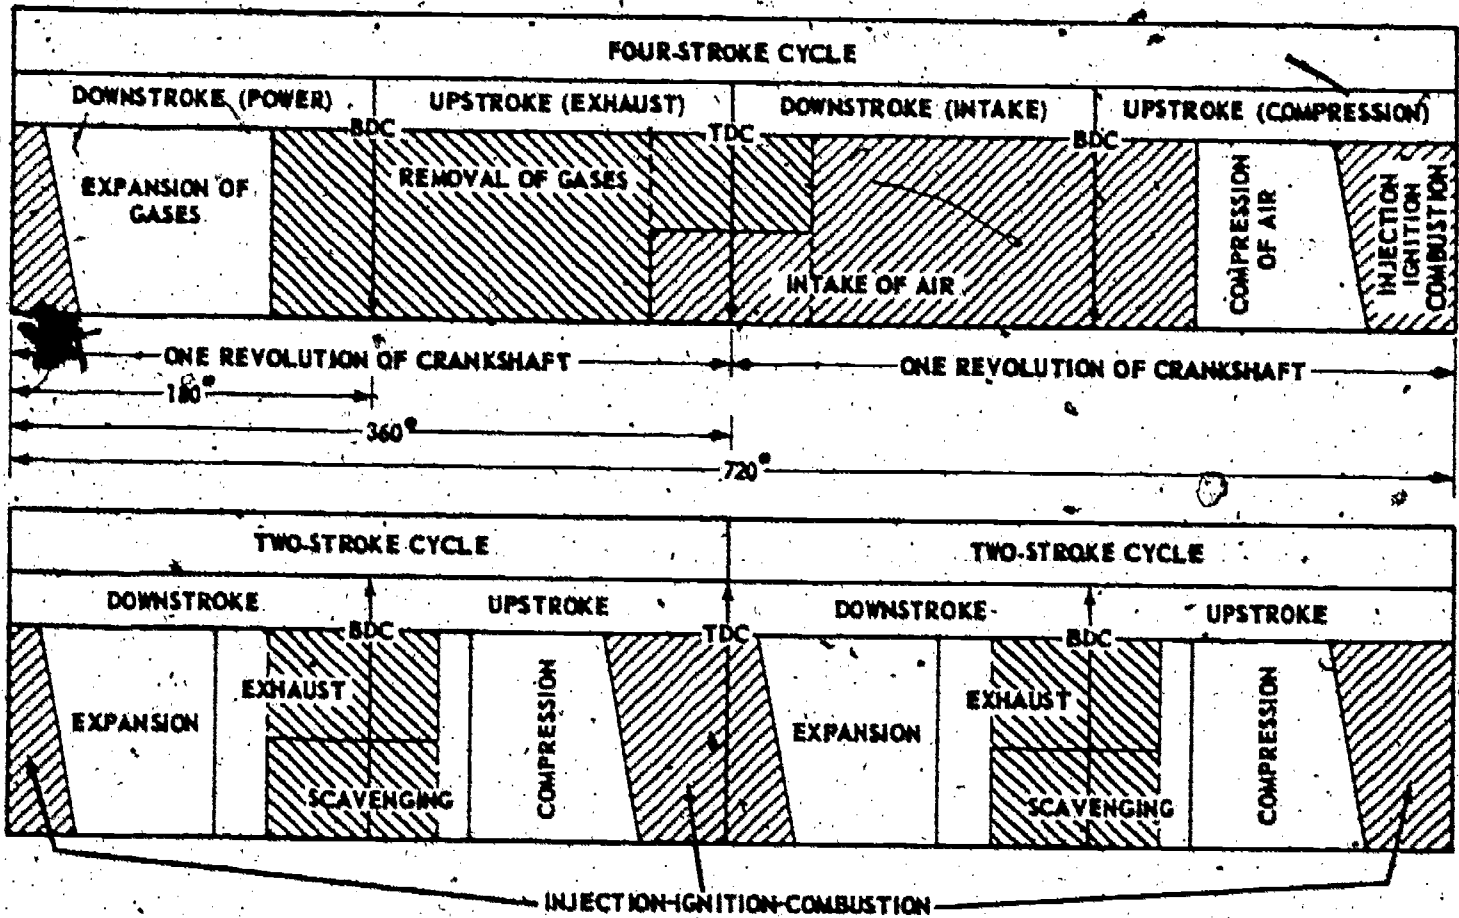 FOUR-STROKE CYCLE
DOWNSTROKE (POWER)
UPSTROKE (EXHAUST)
DOWNSTROKE (INTAKE)
UPSTROKE (COMPRESSION)
BDC
TDC
BDC
EXPANSION OF
GASES
REMOVAL OF GASES
INTAKE OF AIR
COMPRESSION
OF AIR
INJECTION
IGNITION
COMBUSTION
ONE REVOLUTION OF CRANKSHAFT
ONE REVOLUTION OF CRANKSHAFT
180°
360°
720°
TWO-STROKE CYCLE
TWO-STROKE CYCLE
DOWNSTROKE
UPSTROKE
DOWNSTROKE
UPSTROKE
BDC
TDC
BDC
EXPANSION
EXHAUST
SCAVENGING
COMPRESSION
EXPANSION
EXHAUST
SCAVENGING
COMPRESSION
INJECTION-IGNITION-COMBUSTION